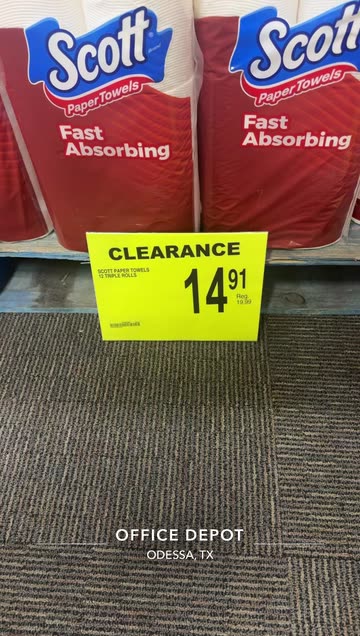 Scott
Paper Towels
Fast
Absorbing
Scott
Paper Towels
Fast
Absorbing
CLEARANCE
SCOTT PAPER TOWELS
12 TRIPLE ROLLS
14 91
Reg.
19.99
OFFICE DEPOT
ODESSA, TX